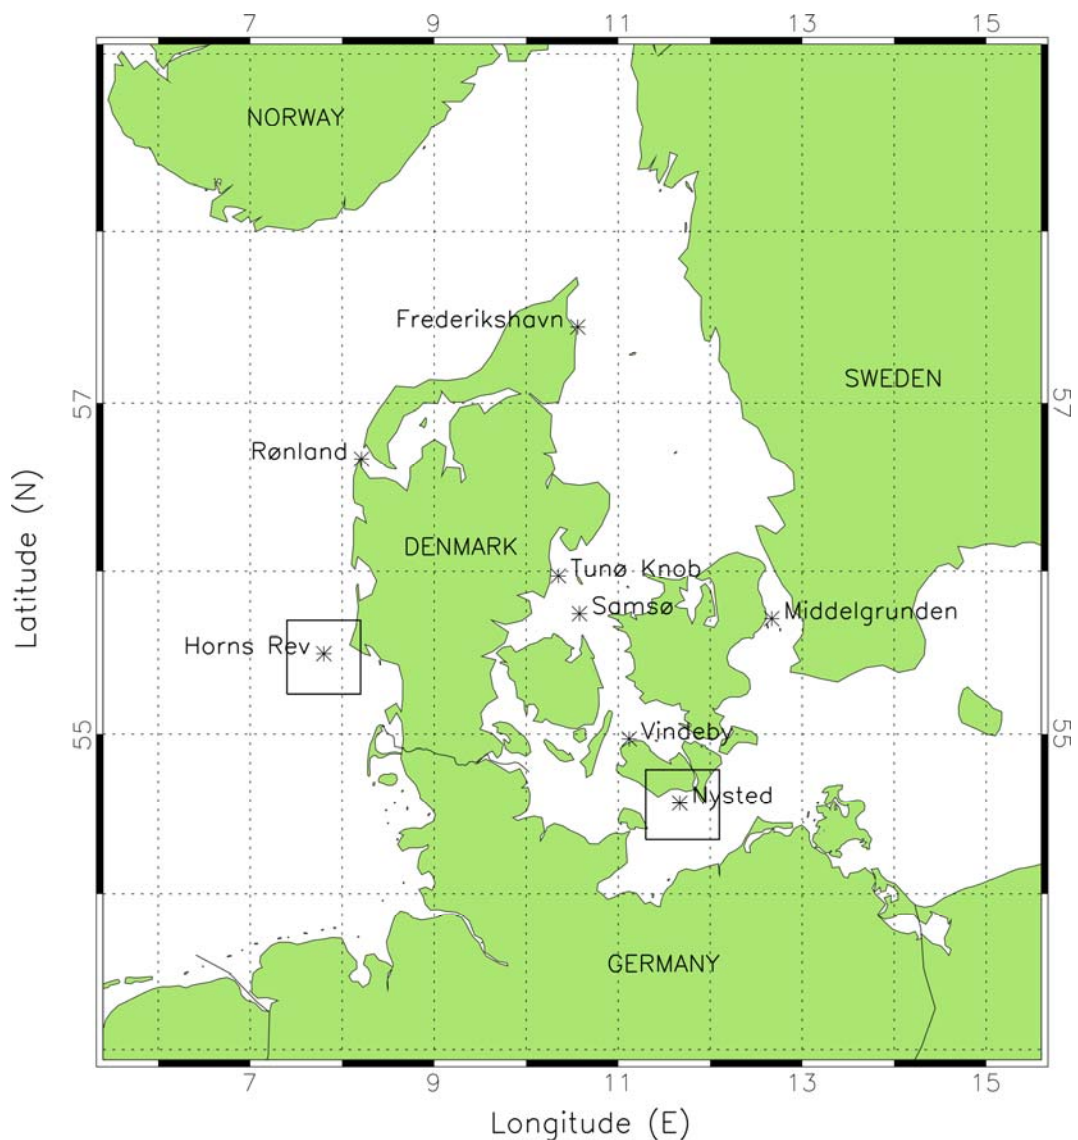 7 9 11 13 15
NORWAY
Frederikshavn
SWEDEN
57 57
Rønland
DENMARK
Tunø Knob
Samsø
Middelgrunden
Horns Rev
Latitude (N)
55 55
Vindeby
Nysted
GERMANY
7 9 11 13 15
Longitude (E)